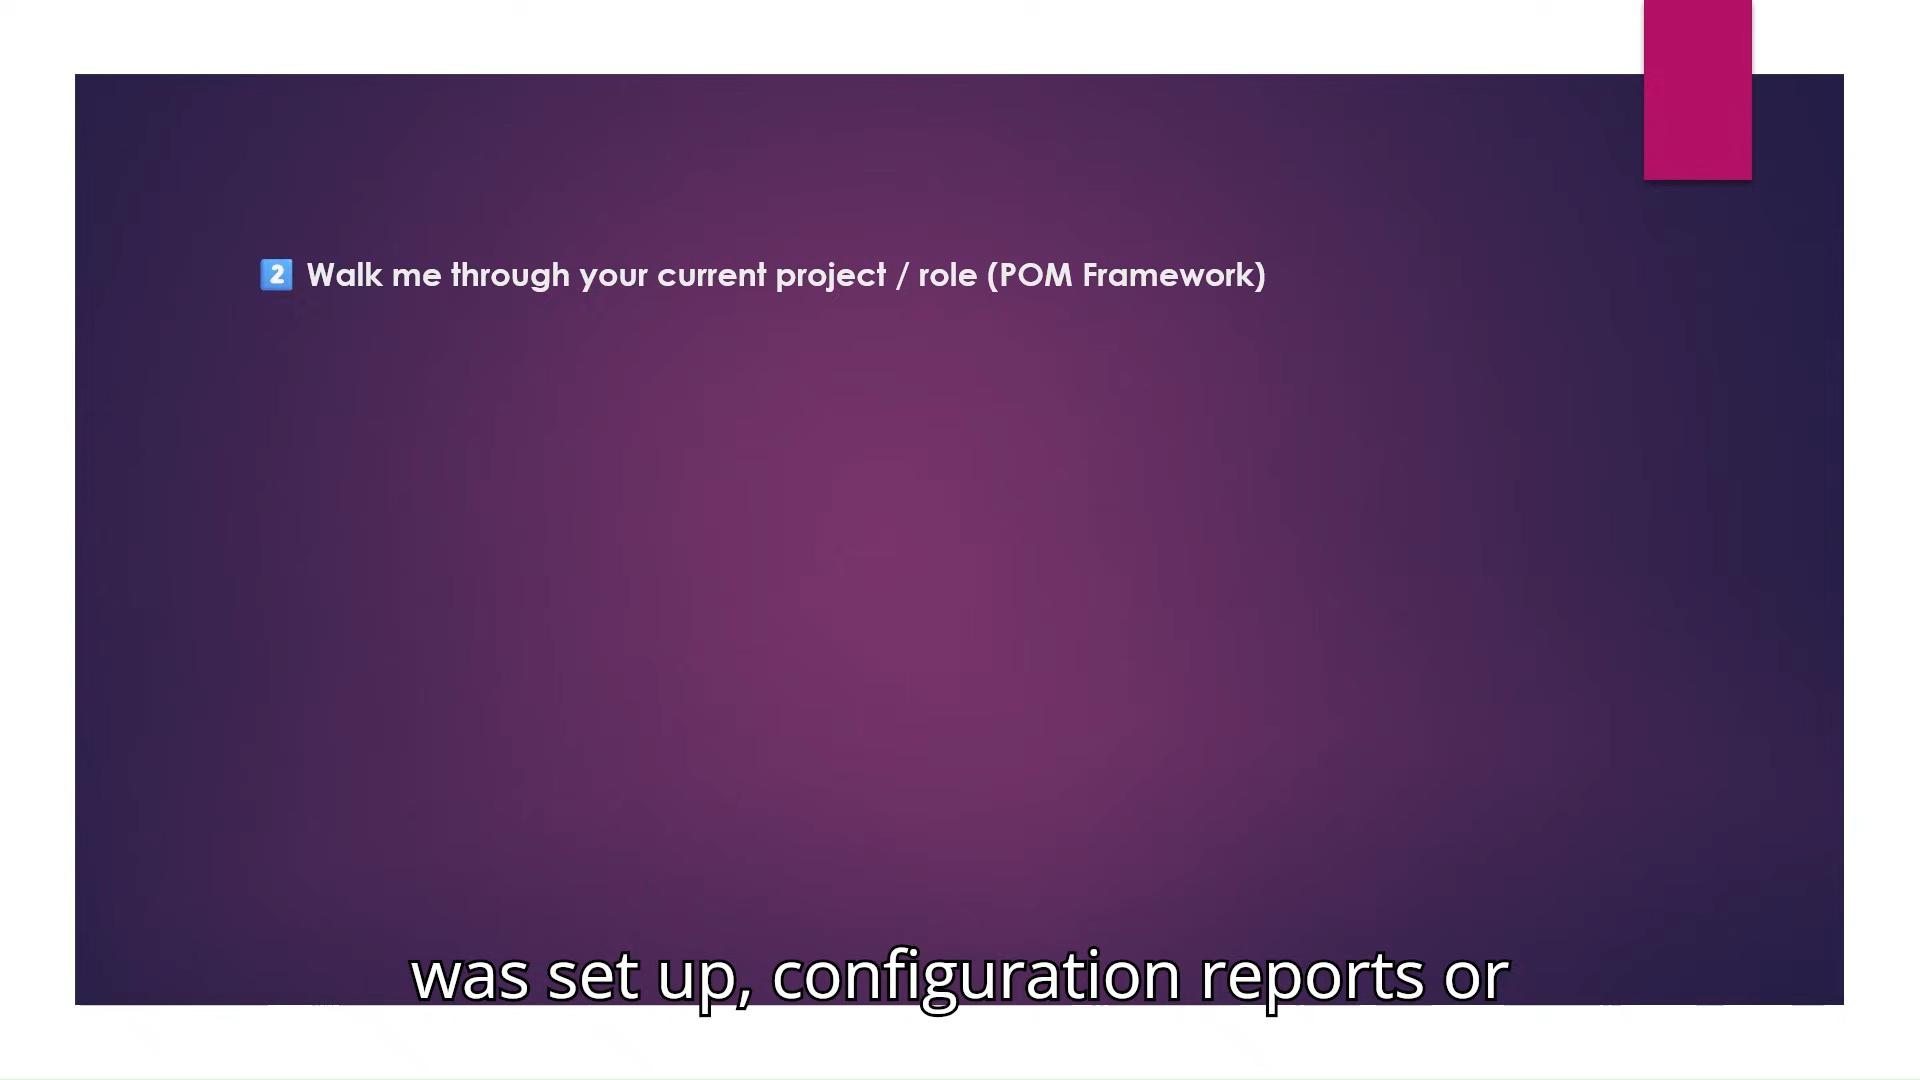 2 Walk me through your current project / role (POM Framework)
was set up, configuration reports or